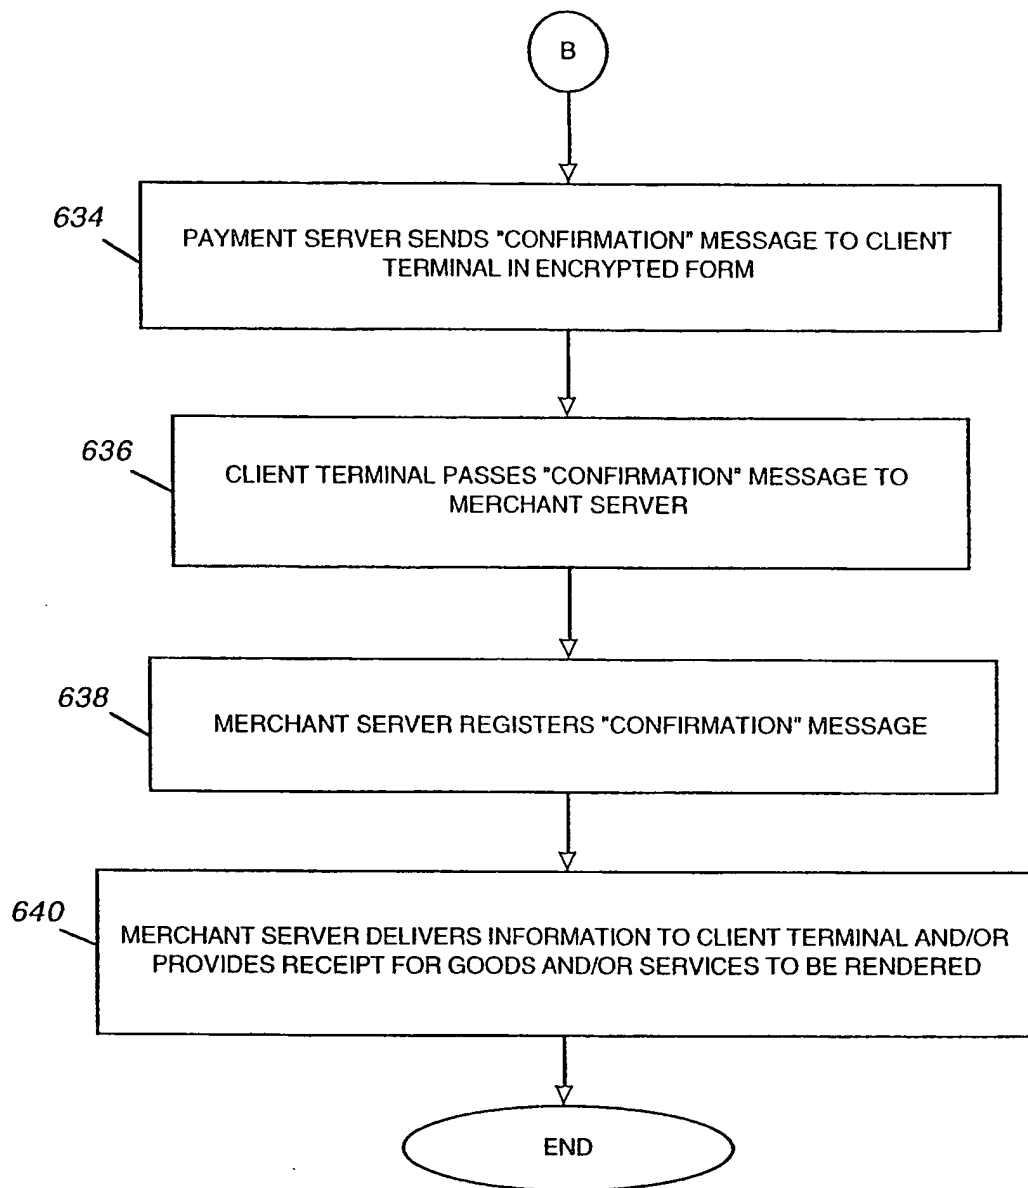 B
634
PAYMENT SERVER SENDS "CONFIRMATION" MESSAGE TO CLIENT
TERMINAL IN ENCRYPTED FORM
636
CLIENT TERMINAL PASSES "CONFIRMATION" MESSAGE TO
MERCHANT SERVER
638
MERCHANT SERVER REGISTERS "CONFIRMATION" MESSAGE
640
MERCHANT SERVER DELIVERS INFORMATION TO CLIENT TERMINAL AND/OR
PROVIDES RECEIPT FOR GOODS AND/OR SERVICES TO BE RENDERED
END